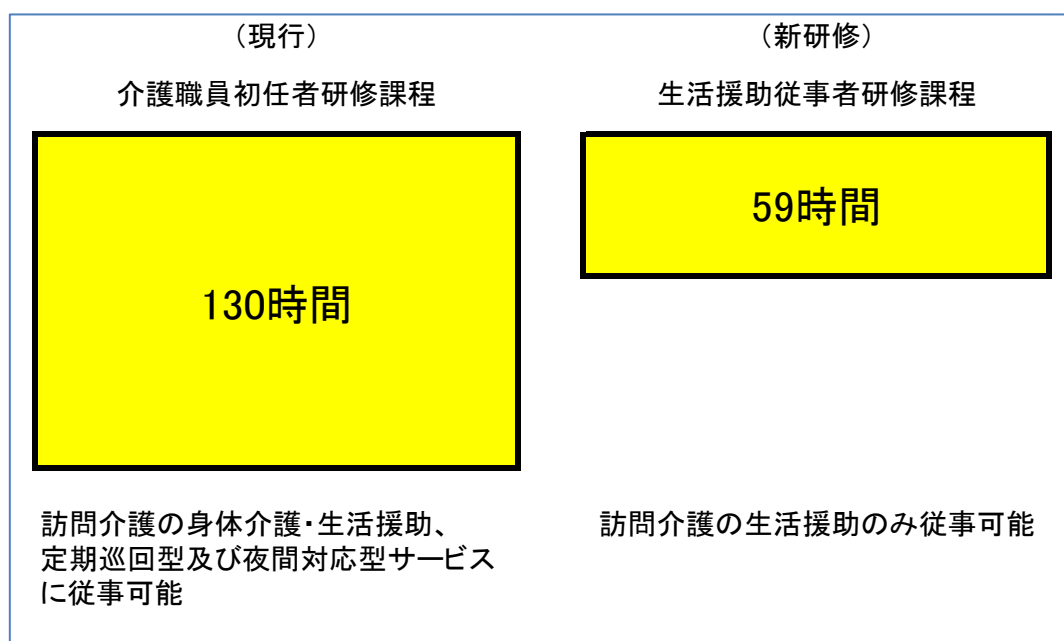 （現行）
介護職員初任者研修課程
130時間
訪問介護の身体介護・生活援助、
定期巡回型及び夜間対応型サービス
に従事可能
（新研修）
生活援助従事者研修課程
59時間
訪問介護の生活援助のみ従事可能